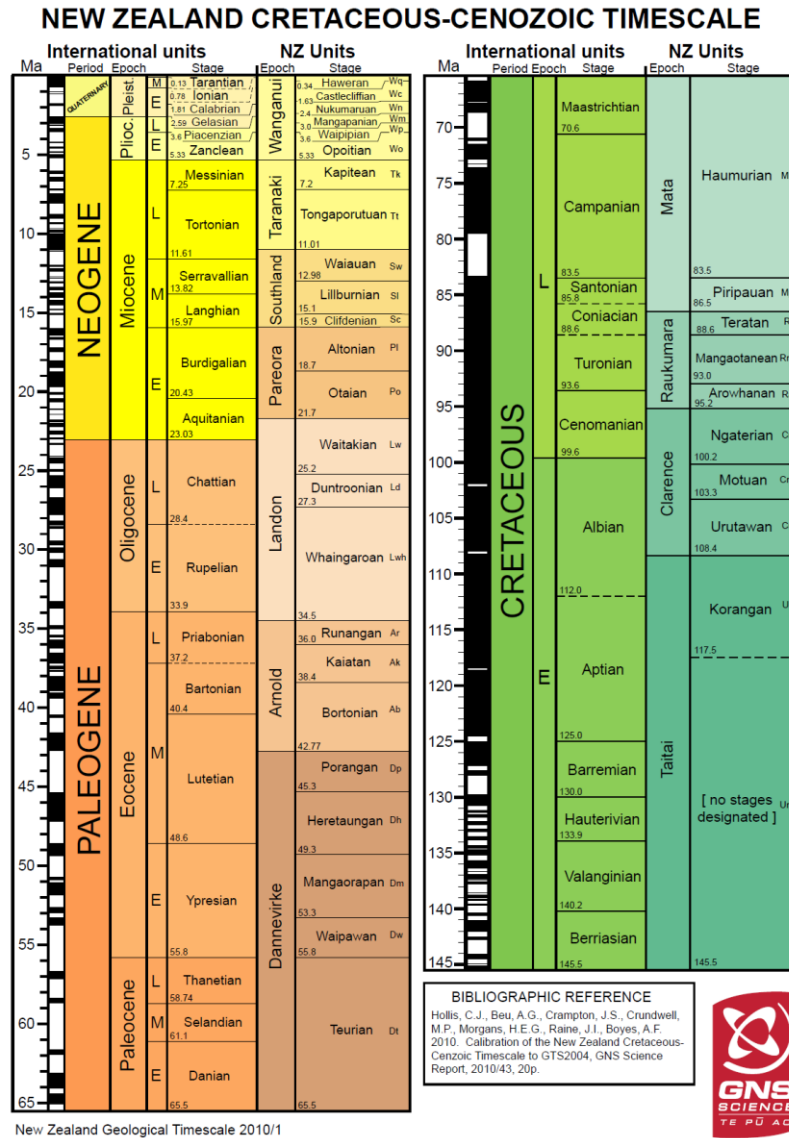 NEW ZEALAND CRETACEOUS-CENOZOIC TIMESCALE
International units NZ Units
Ma Period Epoch Stage Epoch Stage
QUATERNARY
NEOGENE
PALEOGENE
Pleist.
Plioc.
Miocene
Oligocene
Eocene
Paleocene
M
E
L
E
L
M
E
L
E
L
M
E
L
M
E
0.13 Tarantian
0.78 Ionian
1.81 Calabrian
2.59 Gelasian
3.6 Piacenzian
5.33 Zanclean
Messinian
7.25
Tortonian
11.61
Serravallian
13.82
Langhian
15.97
Burdigalian
20.43
Aquitanian
23.03
Chattian
28.4
Rupelian
33.9
Priabonian
37.2
Bartonian
40.4
Lutetian
48.6
Ypresian
55.8
Thanetian
58.74
Selandian
61.1
Danian
65.5
Wanganui
Taranaki
Southland
Pareora
Landon
Arnold
Dannevirke
0.34 Haweran Wq
1.63 Castlecliffian Wc
2.4 Nukumaruan Wn
3.0 Mangapanian Wm
3.6 Waipipian Wp
5.33 Opoitian Wo
Kapitean Tk
7.2
Tongaporutuan Tt
11.01
Waiauan Sw
12.98
Lillburnian Sl
15.1
15.9 Clifdenian Sc
Altonian Pl
18.7
Otaian Po
21.7
Waitakian Lw
25.2
Duntroonian Ld
27.3
Whaingaroan Lwh
34.5
36.0 Runangan Ar
Kaiatan Ak
38.4
Bortonian Ab
42.77
Porangan Dp
45.3
Heretaungan Dh
49.3
Mangaorapan Dm
53.3
Waipawan Dw
55.8
Teurian Dt
65.5
5
10
15
20
25
30
35
40
45
50
55
60
65
New Zealand Geological Timescale 2010/1
International units NZ Units
Ma Period Epoch Stage Epoch Stage
70
75
80
85
90
95
100
105
110
115
120
125
130
135
140
145
CRETACEOUS
L
E
Maastrichtian
70.6
Campanian
83.5
Santonian
85.8
Coniacian
88.6
Turonian
93.6
Cenomanian
99.6
Albian
112.0
Aptian
125.0
Barremian
130.0
Hauterivian
133.9
Valanginian
140.2
Berriasian
145.5
Mata
Raukumara
Clarence
Taitai
Haumurian M
83.5
Piripauan M
86.5
88.6 Teratan R
Mangaotanean Rm
93.0
Arowhanan R
95.2
Ngaterian C
100.2
Motuan Cm
103.3
Urutawan C
108.4
Korangan U
117.5
[ no stages
designated ] Un
145.5
BIBLIOGRAPHIC REFERENCE
Hollis, C.J., Beu, A.G., Crampton, J.S., Crundwell,
M.P., Morgans, H.E.G., Raine, J.I., Boyes, A.F.
2010. Calibration of the New Zealand Cretaceous-
Cenzoic Timescale to GTS2004, GNS Science
Report, 2010/43, 20p.
GNS
SCIENCE
TE PŪ AO